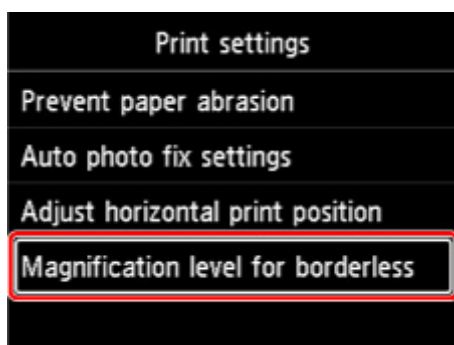 Print settings
Prevent paper abrasion
Auto photo fix settings
Adjust horizontal print position
Magnification level for borderless